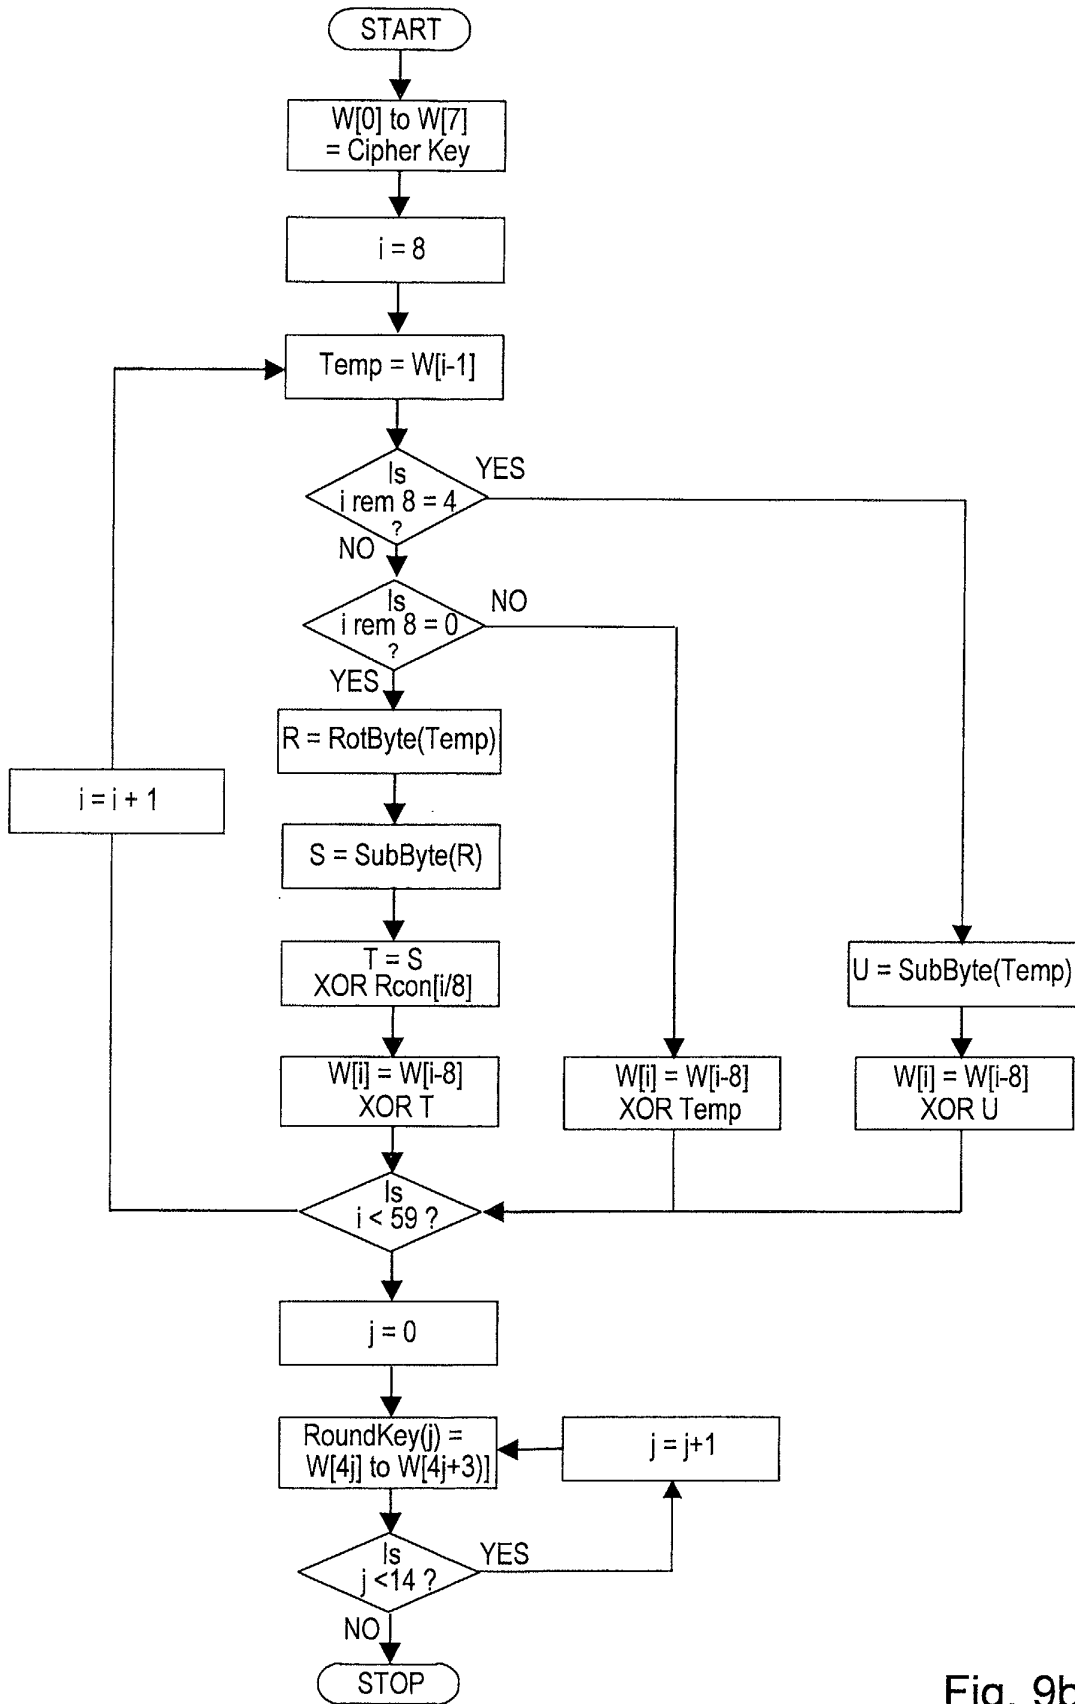 START
W[0] to W[7]
= Cipher Key
i = 8
Temp = W[i-1]
Is
i rem 8 = 4
?
YES
NO
Is
i rem 8 = 0
?
NO
YES
R = RotByte(Temp)
i = i + 1
S = SubByte(R)
T = S
XOR Rcon[i/8]
U = SubByte(Temp)
W[i] = W[i-8]
XOR T
W[i] = W[i-8]
XOR Temp
W[i] = W[i-8]
XOR U
Is
i < 59 ?
j = 0
RoundKey(j) =
W[4j] to W[4j+3)]
j = j+1
Is
j <14 ?
YES
NO
STOP
Fig. 9b